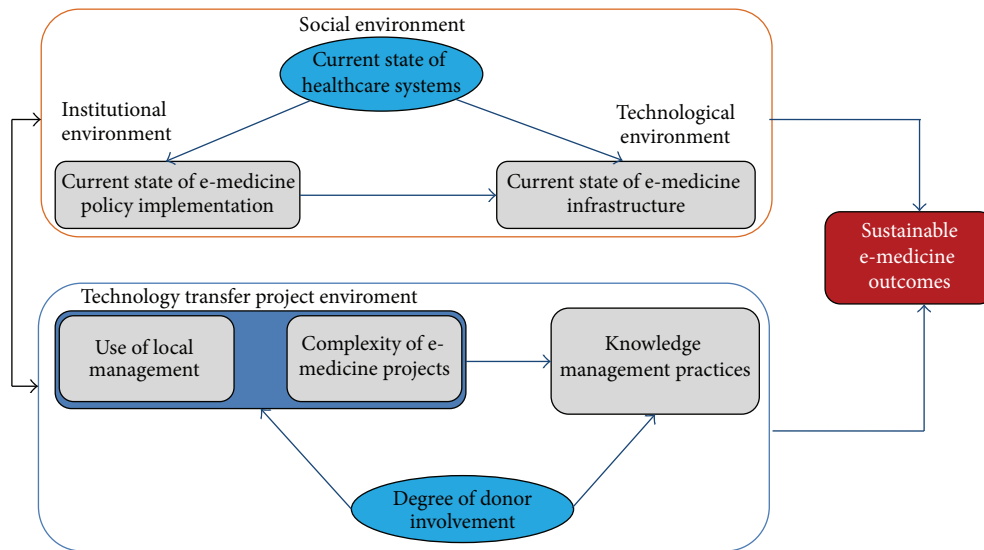 Social environment
Current state of
healthcare systems
Institutional
environment
Technological
environment
Current state of e-medicine
policy implementation
Current state of e-medicine
infrastructure
Sustainable
e-medicine
outcomes
Technology transfer project enviroment
Use of local
management
Complexity of e-
medicine projects
Knowledge
management practices
Degree of donor
involvement